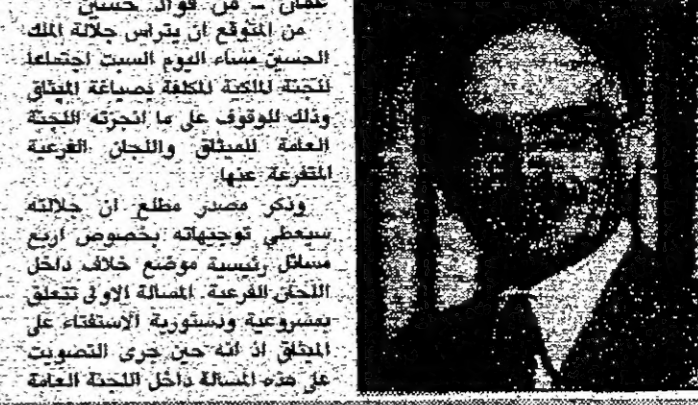 عمان - من فؤاد حسين
من المتوقع ان يتراس جلالة الملك
الحسين مساء اليوم السبت اجتماعا
للجنة الملكية المكلفة بصياغة الميثاق
وذلك للوقوف على ما انجزته اللجنة
العامة للميثاق واللجان الفرعية
المتفرعة عنها
وذكر مصدر مطلع ان جلالته
سيعطي توجيهاته بخصوص اربع
مسائل رئيسية موضع خلاف داخل
اللجان الفرعية. المسالة الاولى تتعلق
بمشروعية ودستورية الاستفتاء على
الميثاق اذ انه حين جرى التصويت
على هذه المسالة داخل اللجنة العامة